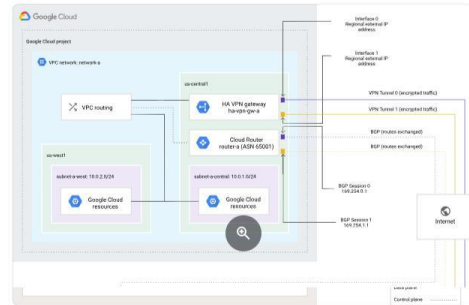 Google Cloud
Google Cloud project
VPC network: network-a
us-central1
VPC routing
HA VPN gateway
ha-vpn-gw-a
Cloud Router
router-a (ASN 65001)
us-west1
subnet-a-west: 10.0.2.0/24
Google Cloud
resources
subnet-a-central: 10.0.1.0/24
Google Cloud
resources
Interface 0
Regional external IP
address
Interface 1
Regional external IP
address
VPN Tunnel 0 (encrypted traffic)
VPN Tunnel 1 (encrypted traffic)
BGP (routes exchanged)
BGP (routes exchanged)
BGP Session 0
169.254.0.1
BGP Session 1
169.254.1.1
Internet
Data plane
Control plane